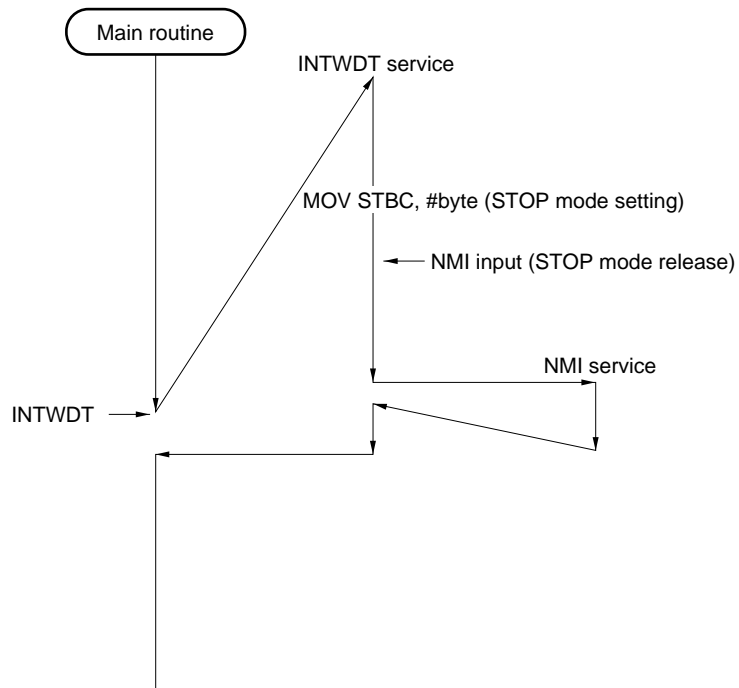 Main routine
INTWDT service
MOV STBC, #byte (STOP mode setting)
NMI input (STOP mode release)
NMI service
INTWDT